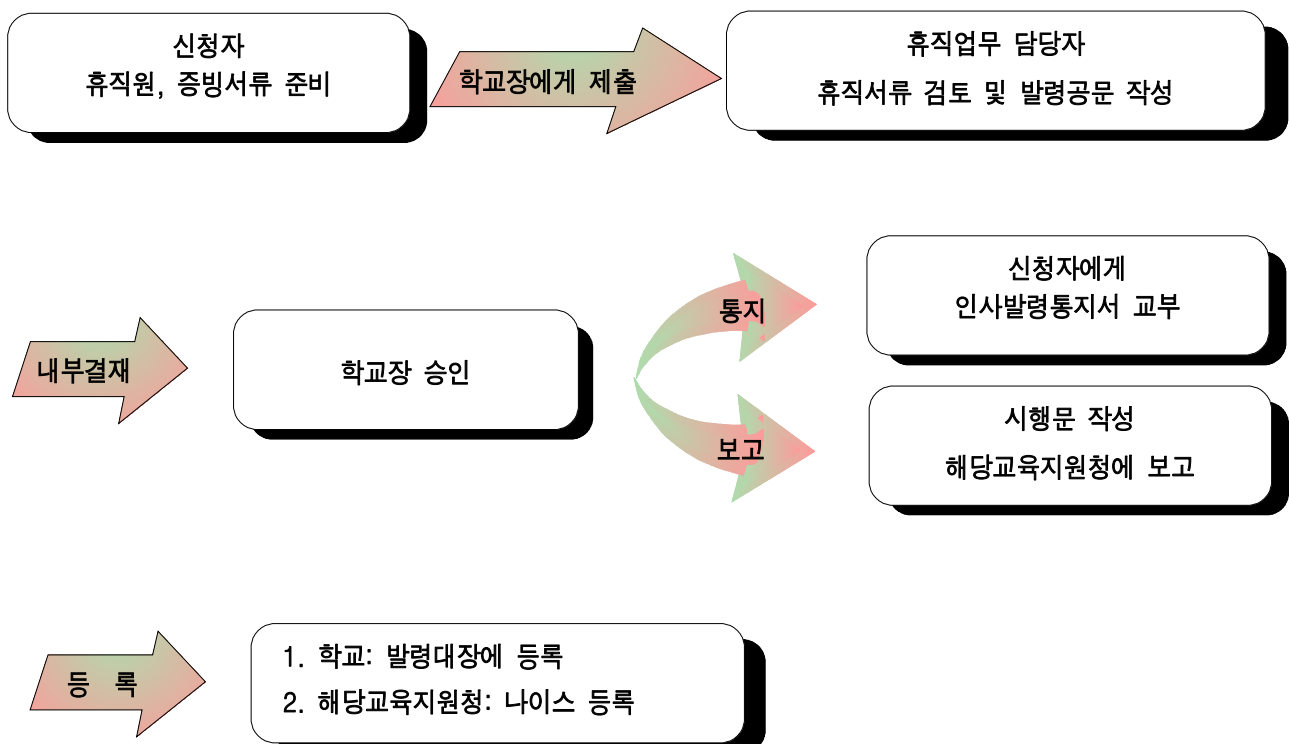 신청자
휴직원, 증빙서류 준비
학교장에게 제출
휴직업무 담당자
휴직서류 검토 및 발령공문 작성
내부결재
학교장 승인
통지
신청자에게
인사발령통지서 교부
보고
시행문 작성
해당교육지원청에 보고
등 록
1. 학교: 발령대장에 등록
2. 해당교육지원청: 나이스 등록